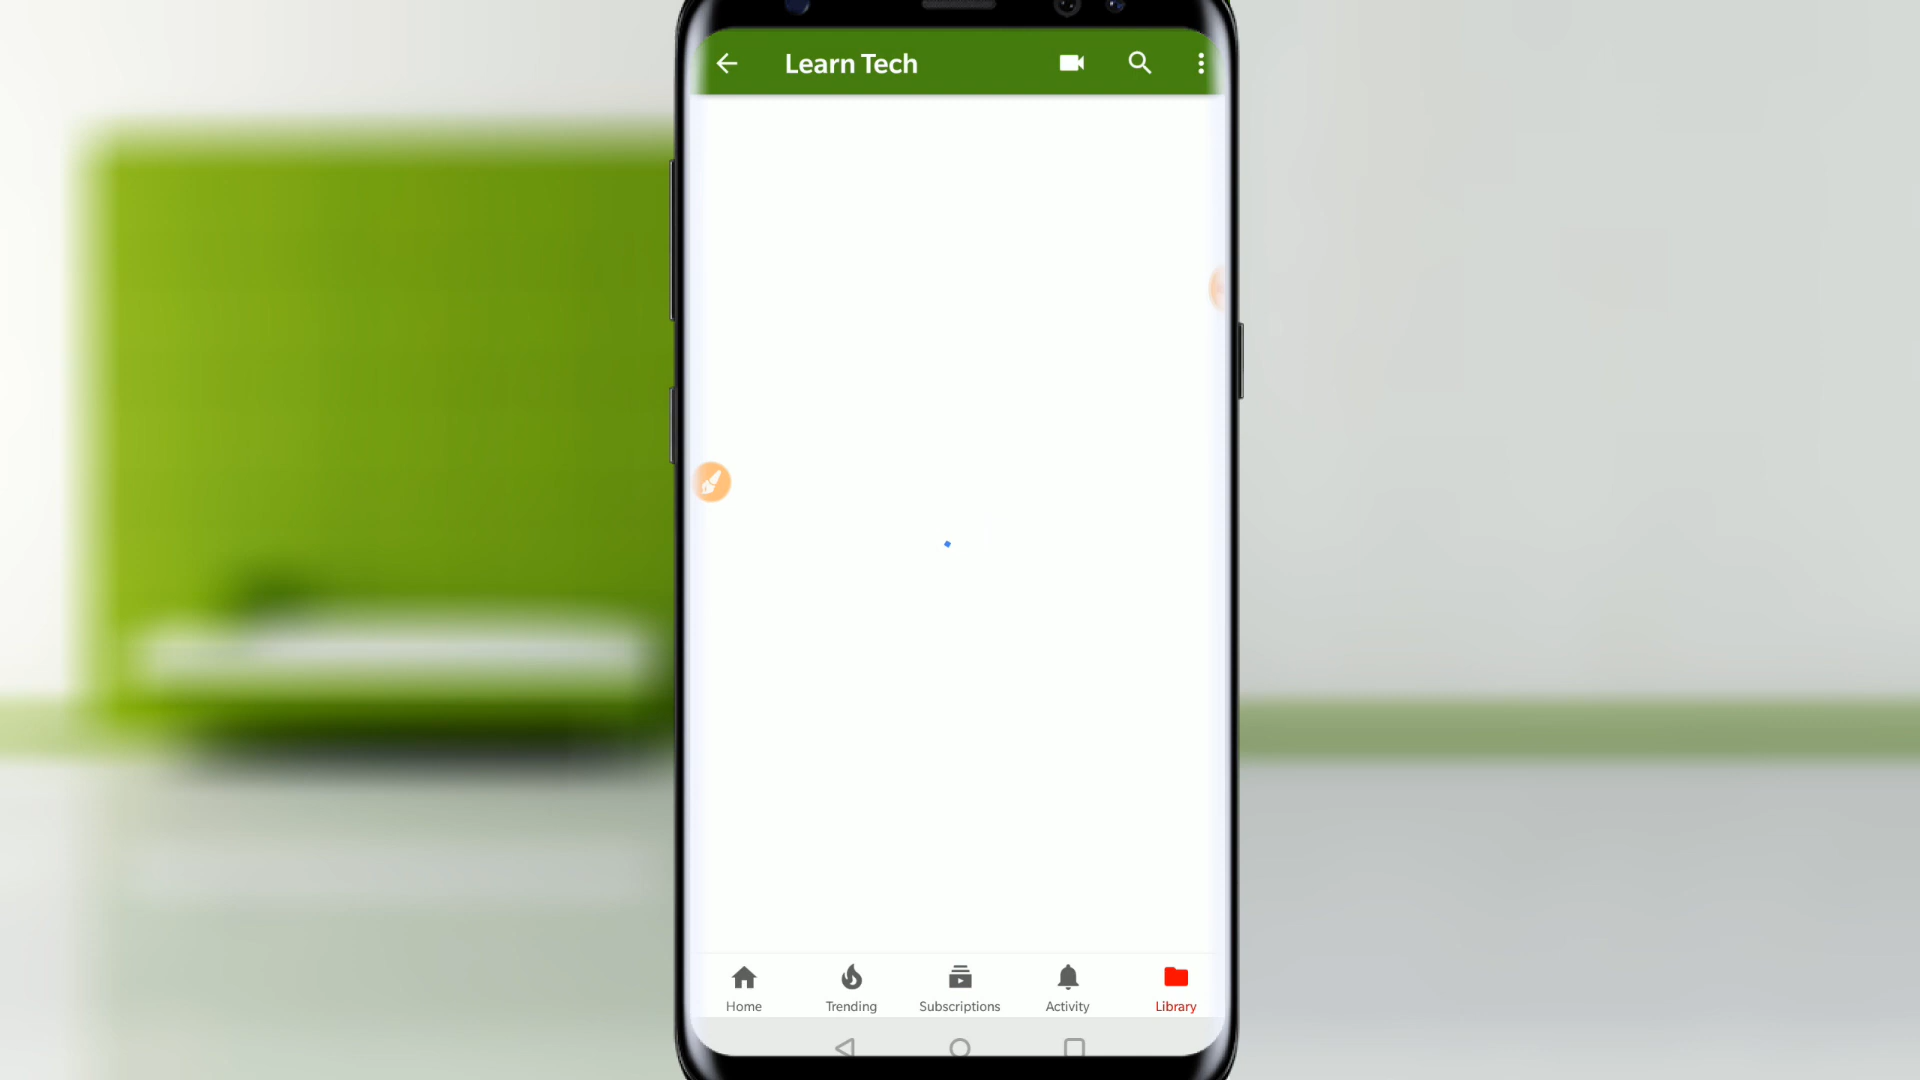 Learn Tech
Home
Trending
Subscriptions
Activity
Library